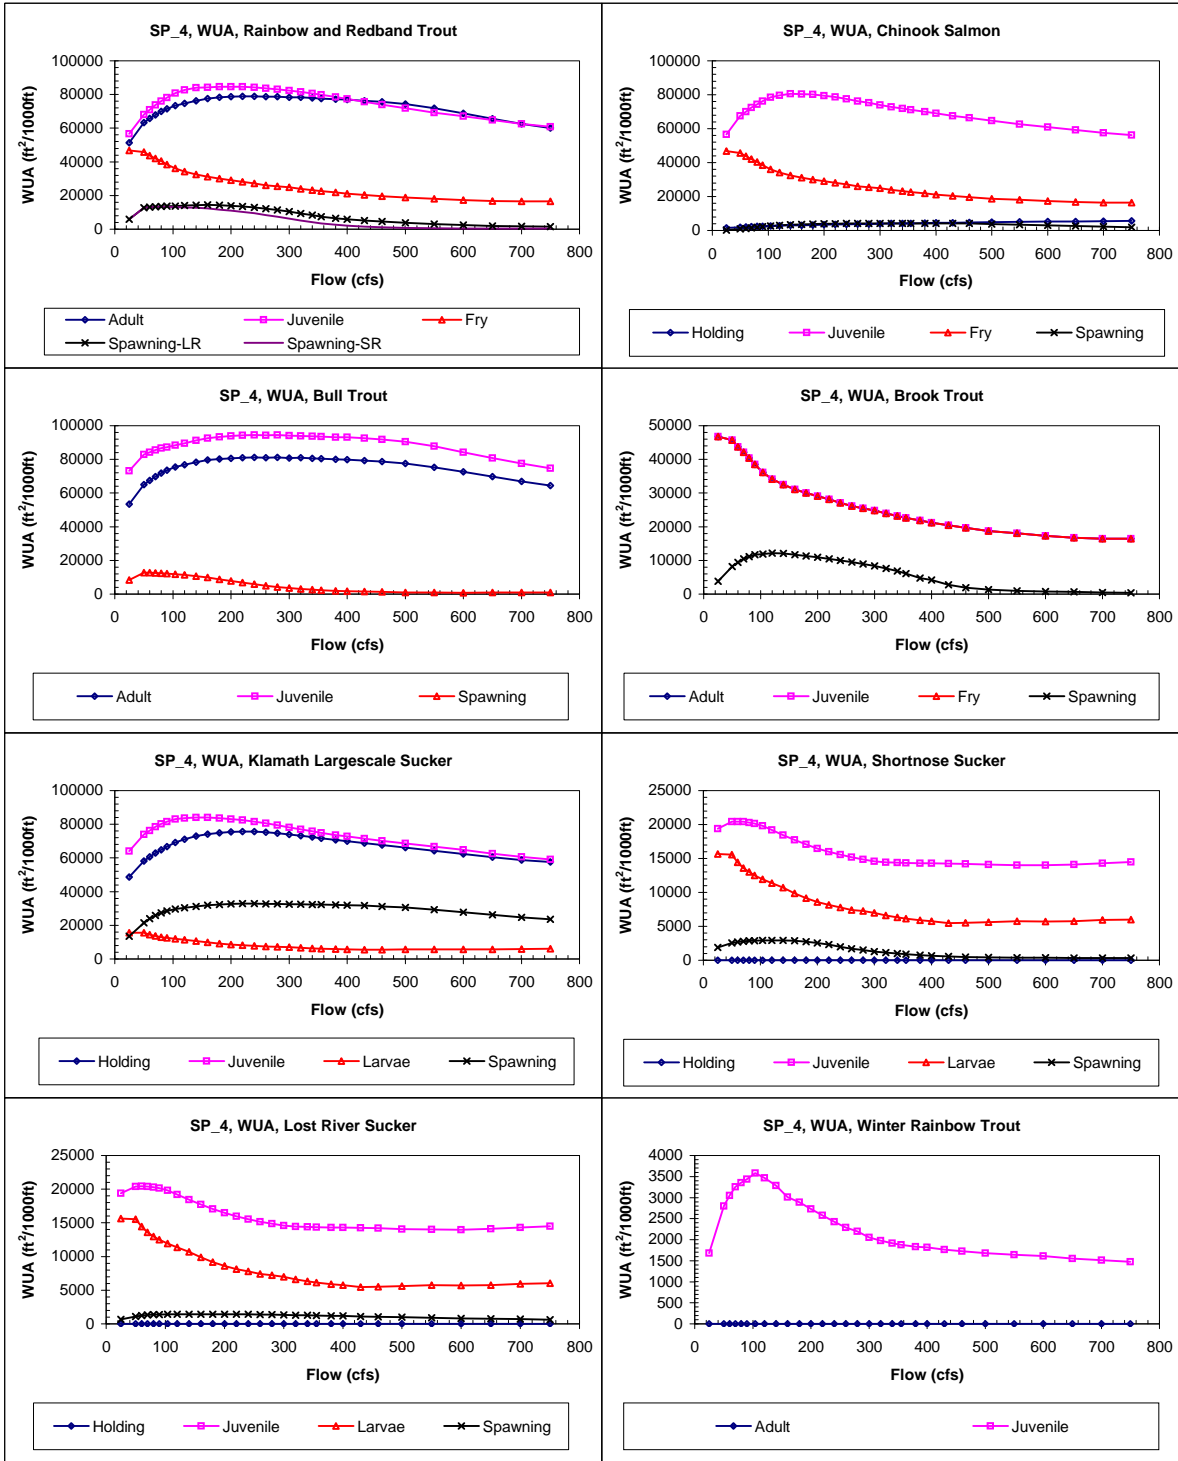 SP_4, WUA, Rainbow and Redband Trout
WUA (ft²/1000ft)
100000
80000
60000
40000
20000
0
0 100 200 300 400 500 600 700 800
Flow (cfs)
Adult Juvenile Fry
Spawning-LR Spawning-SR
SP_4, WUA, Chinook Salmon
WUA (ft²/1000ft)
100000
80000
60000
40000
20000
0
0 100 200 300 400 500 600 700 800
Flow (cfs)
Holding Juvenile Fry Spawning
SP_4, WUA, Bull Trout
WUA (ft²/1000ft)
100000
80000
60000
40000
20000
0
0 100 200 300 400 500 600 700 800
Flow (cfs)
Adult Juvenile Spawning
SP_4, WUA, Brook Trout
WUA (ft²/1000ft)
50000
40000
30000
20000
10000
0
0 100 200 300 400 500 600 700 800
Flow (cfs)
Adult Juvenile Fry Spawning
SP_4, WUA, Klamath Largescale Sucker
WUA (ft²/1000ft)
100000
80000
60000
40000
20000
0
0 100 200 300 400 500 600 700 800
Flow (cfs)
Holding Juvenile Larvae Spawning
SP_4, WUA, Shortnose Sucker
WUA (ft²/1000ft)
25000
20000
15000
10000
5000
0
0 100 200 300 400 500 600 700 800
Flow (cfs)
Holding Juvenile Larvae Spawning
SP_4, WUA, Lost River Sucker
WUA (ft²/1000ft)
25000
20000
15000
10000
5000
0
0 100 200 300 400 500 600 700 800
Flow (cfs)
Holding Juvenile Larvae Spawning
SP_4, WUA, Winter Rainbow Trout
WUA (ft²/1000ft)
4000
3500
3000
2500
2000
1500
1000
500
0
0 100 200 300 400 500 600 700 800
Flow (cfs)
Adult Juvenile